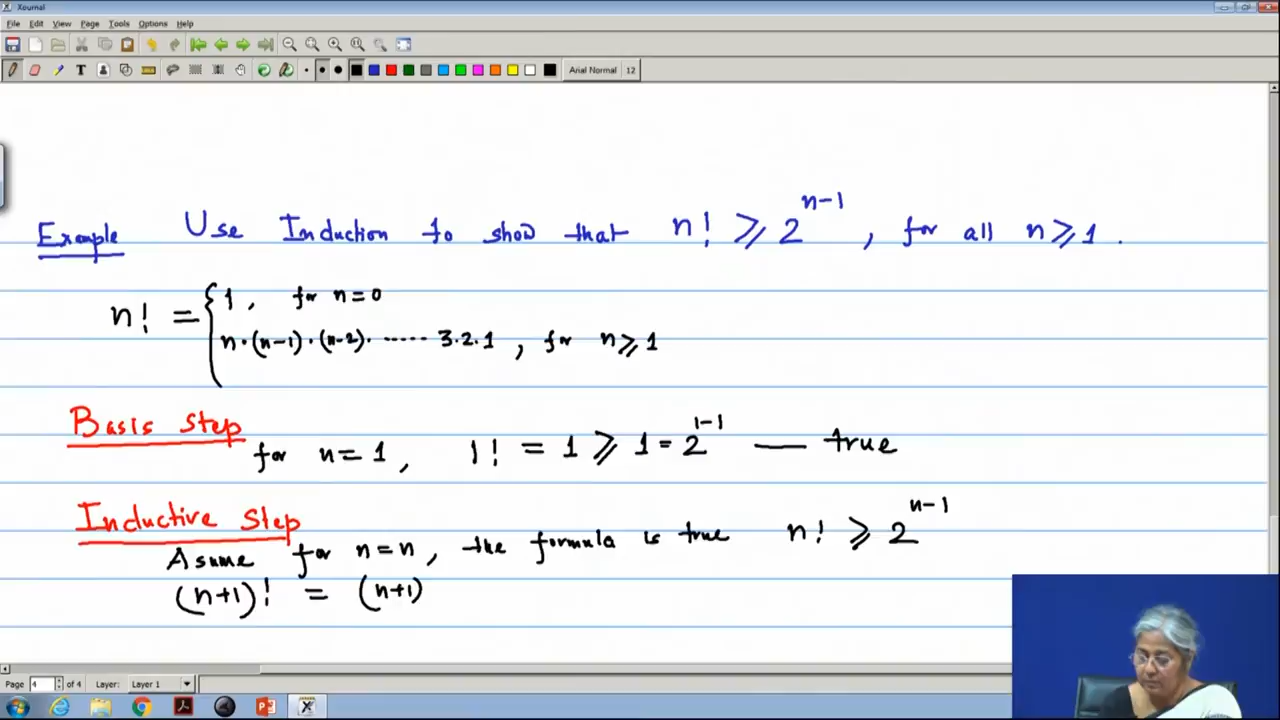 Xournal
File Edit View Page Tools Options Help
T Arial Normal 12
Example Use Induction to show that n! ⩾ 2^{n-1}, for all n ⩾ 1.
n! = { 1, for n=0
n·(n-1)·(n-2)· ...... 3.2.1, for n ⩾ 1
Basis Step
for n=1, 1! = 1 ⩾ 1 = 2^{1-1} — true
Inductive Step
Asume for n=n, the formula is true n! ⩾ 2^{n-1}
(n+1)! = (n+1)
Page 4 of 4 Layer: Layer 1